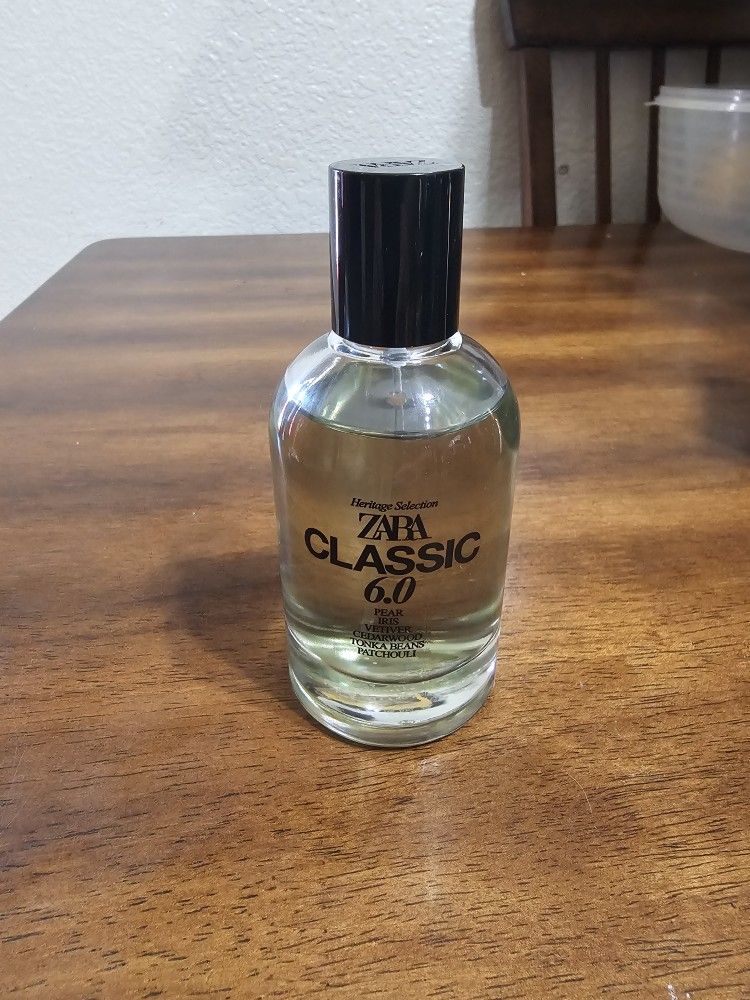 Heritage Selection
ZARA
CLASSIC
6.0
PEAR
IRIS
VETIVER
CEDARWOOD
TONKA BEANS
PATCHOULI